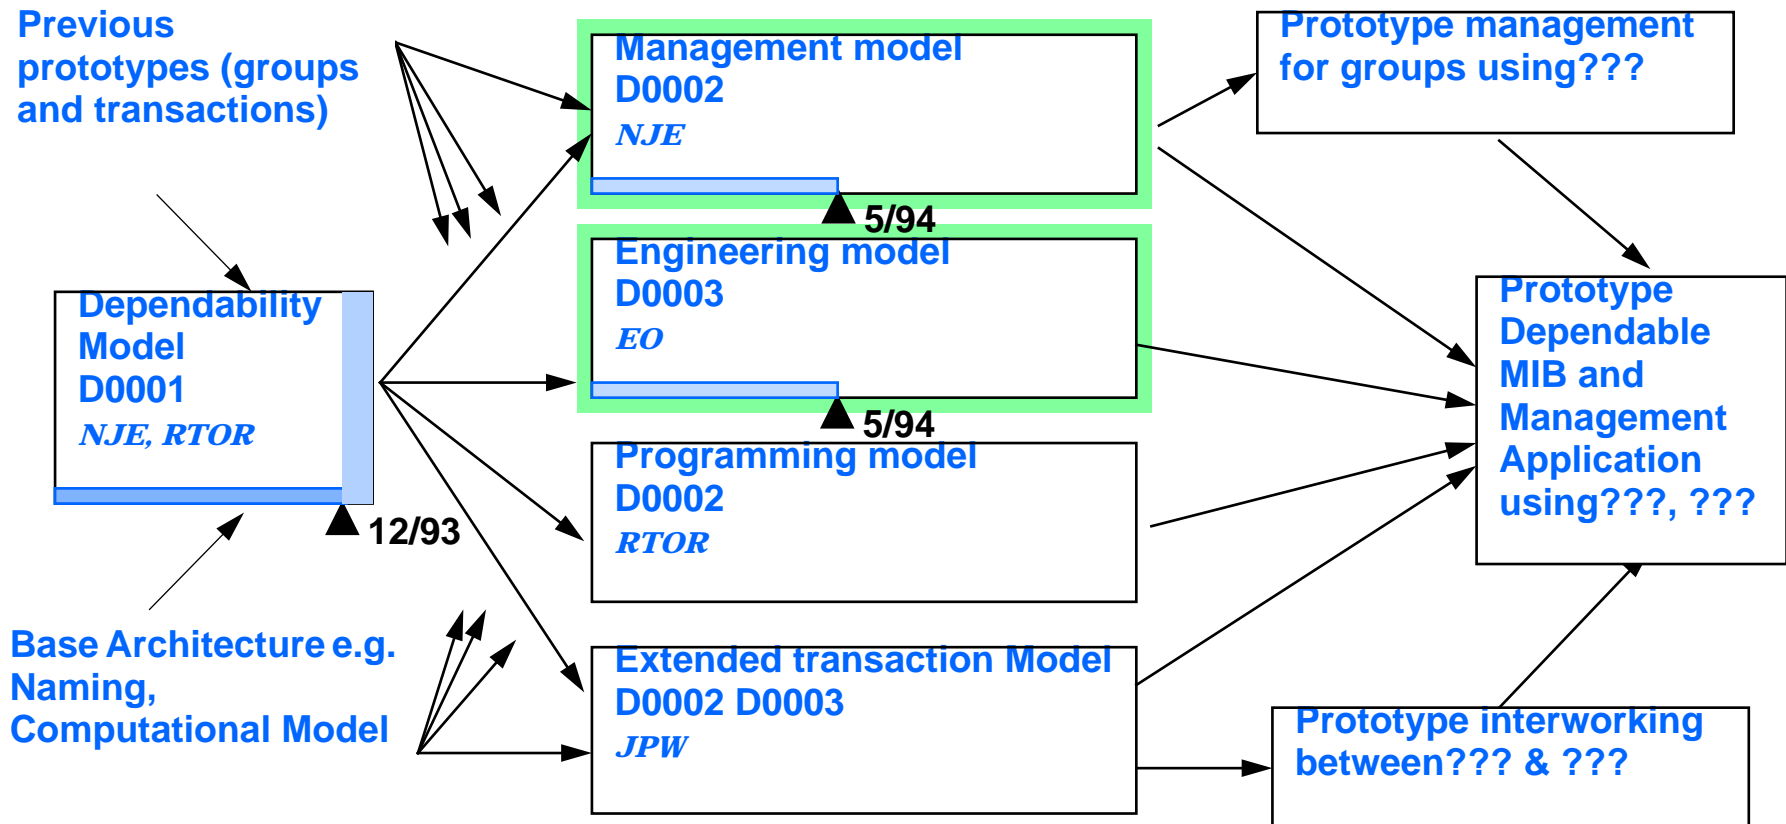 Previous
prototypes (groups
and transactions)
Management model
D0002
NJE
5/94
Prototype management
for groups using???
Engineering model
D0003
EO
5/94
Dependability
Model
D0001
NJE, RTOR
12/93
Programming model
D0002
RTOR
Prototype
Dependable
MIB and
Management
Application
using???, ???
Base Architecture e.g.
Naming,
Computational Model
Extended transaction Model
D0002 D0003
JPW
Prototype interworking
between??? & ???